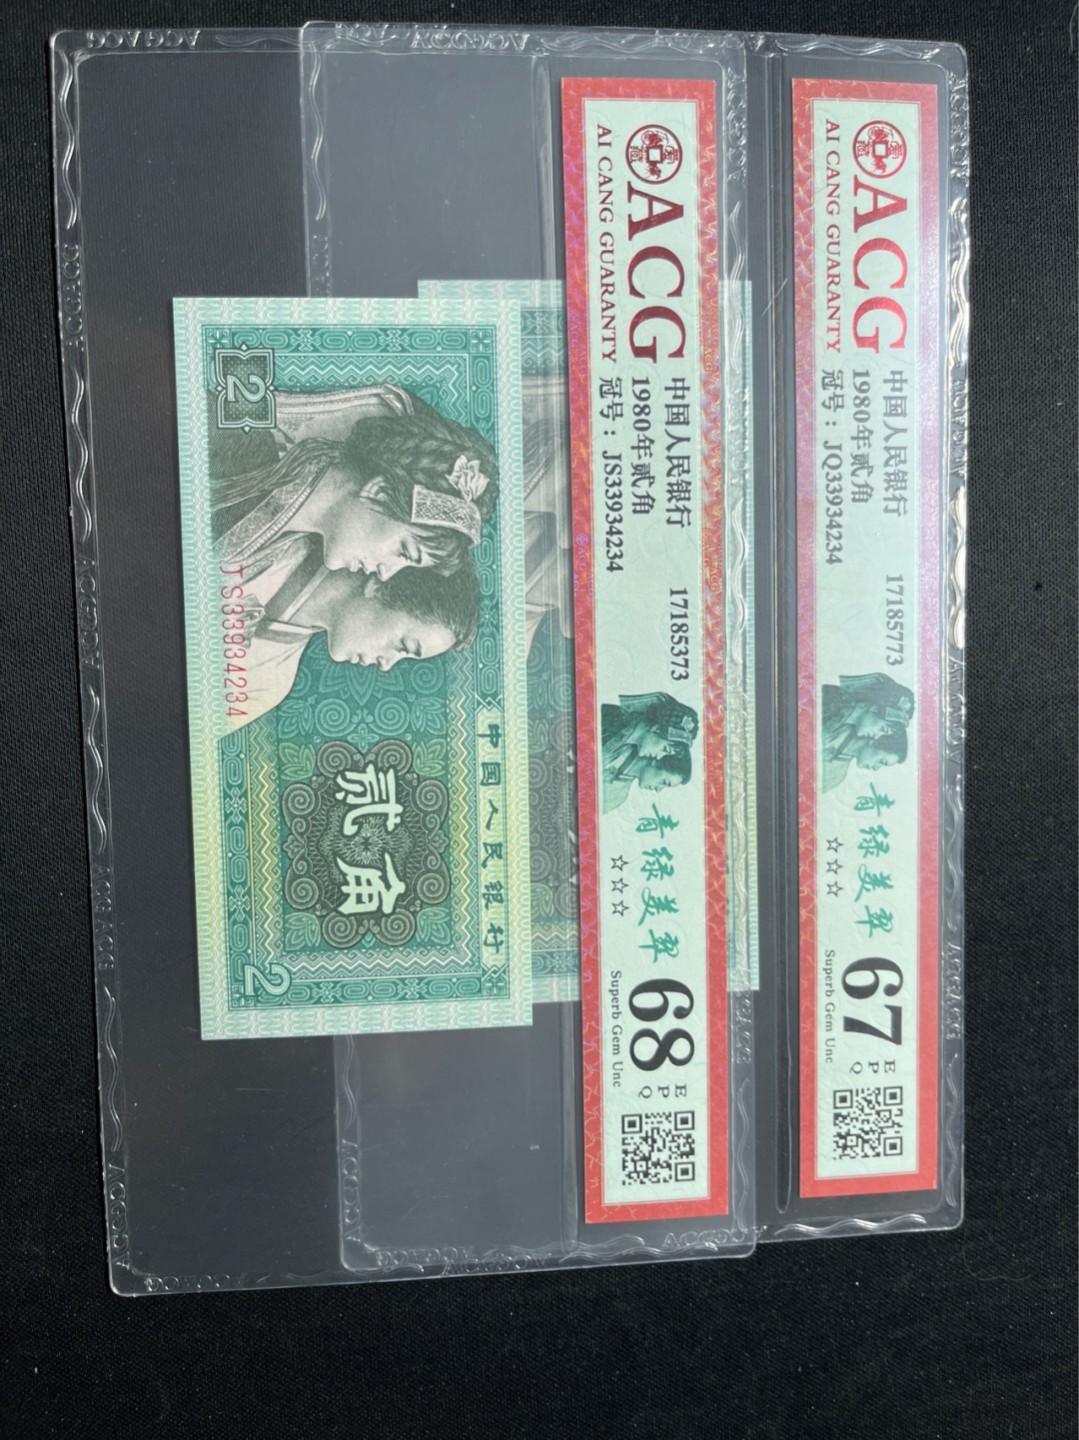 ACG
AI CANG GUARANTY
中国人民银行
1980年贰角
冠号：JQ33934234
17185773
青绿美翠
☆☆☆
67
EPQ
Superb Gem Unc
ACG
AI CANG GUARANTY
中国人民银行
1980年贰角
冠号：JS33934234
17185373
青绿美翠
☆☆☆
68
EPQ
Superb Gem Unc
中国人民银行
贰角
2
2
JS33934234